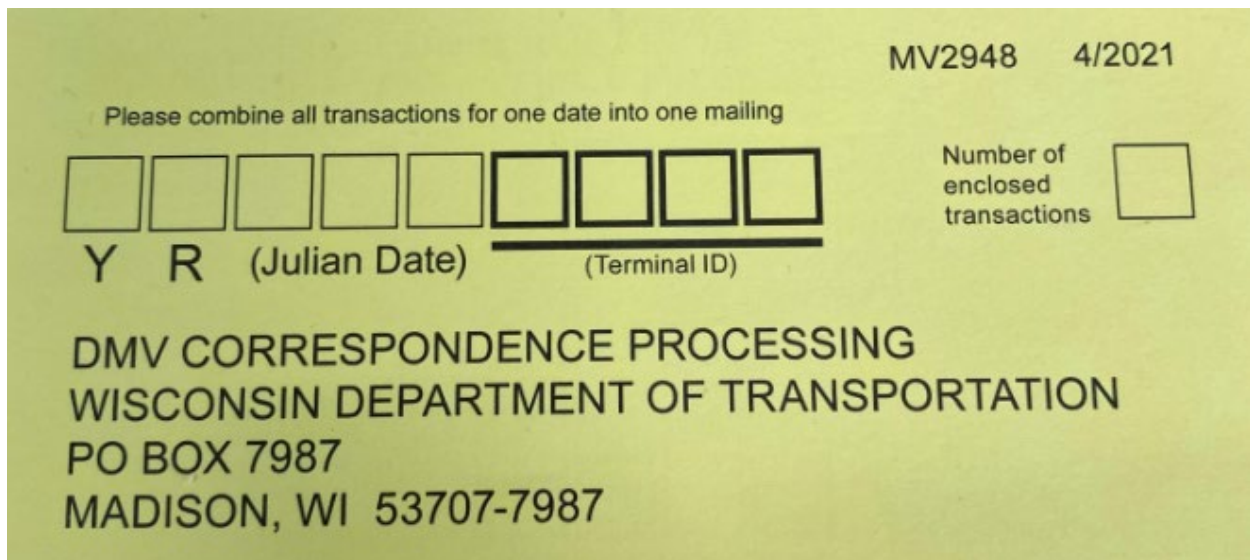 MV2948 4/2021
Please combine all transactions for one date into one mailing
Number of
enclosed
transactions
Y R (Julian Date) (Terminal ID)
DMV CORRESPONDENCE PROCESSING
WISCONSIN DEPARTMENT OF TRANSPORTATION
PO BOX 7987
MADISON, WI 53707-7987